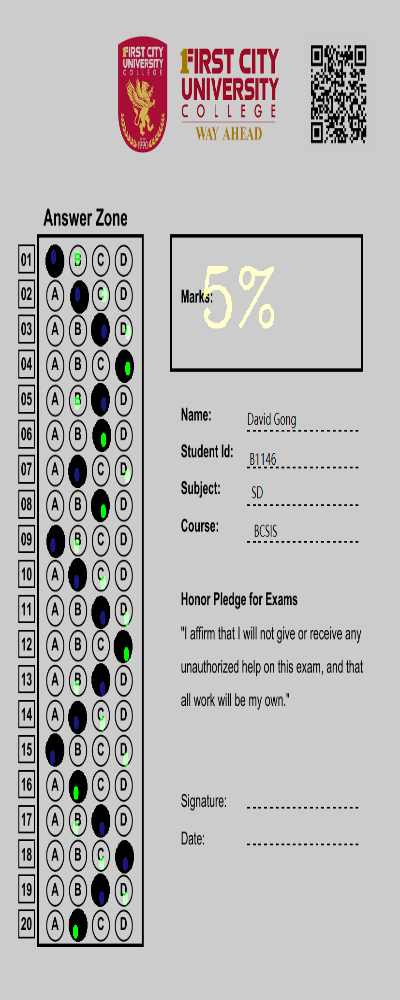 FIRST CITY
UNIVERSITY
COLLEGE
1990
FIRST CITY
UNIVERSITY
COLLEGE
WAY AHEAD
Answer Zone
01 B C D
02 A C D
03 A B D
04 A B C
05 A B D
06 A B D
07 A C D
08 A B D
09 B C D
10 A C D
11 A B D
12 A B C
13 A B D
14 A C D
15 B C D
16 A C D
17 A B D
18 A B C
19 A B D
20 A C D
Marks: 5%
Name: David Gong
Student Id: B1146
Subject: SD
Course: BCSIS
Honor Pledge for Exams
"I affirm that I will not give or receive any
unauthorized help on this exam, and that
all work will be my own."
Signature:
Date: